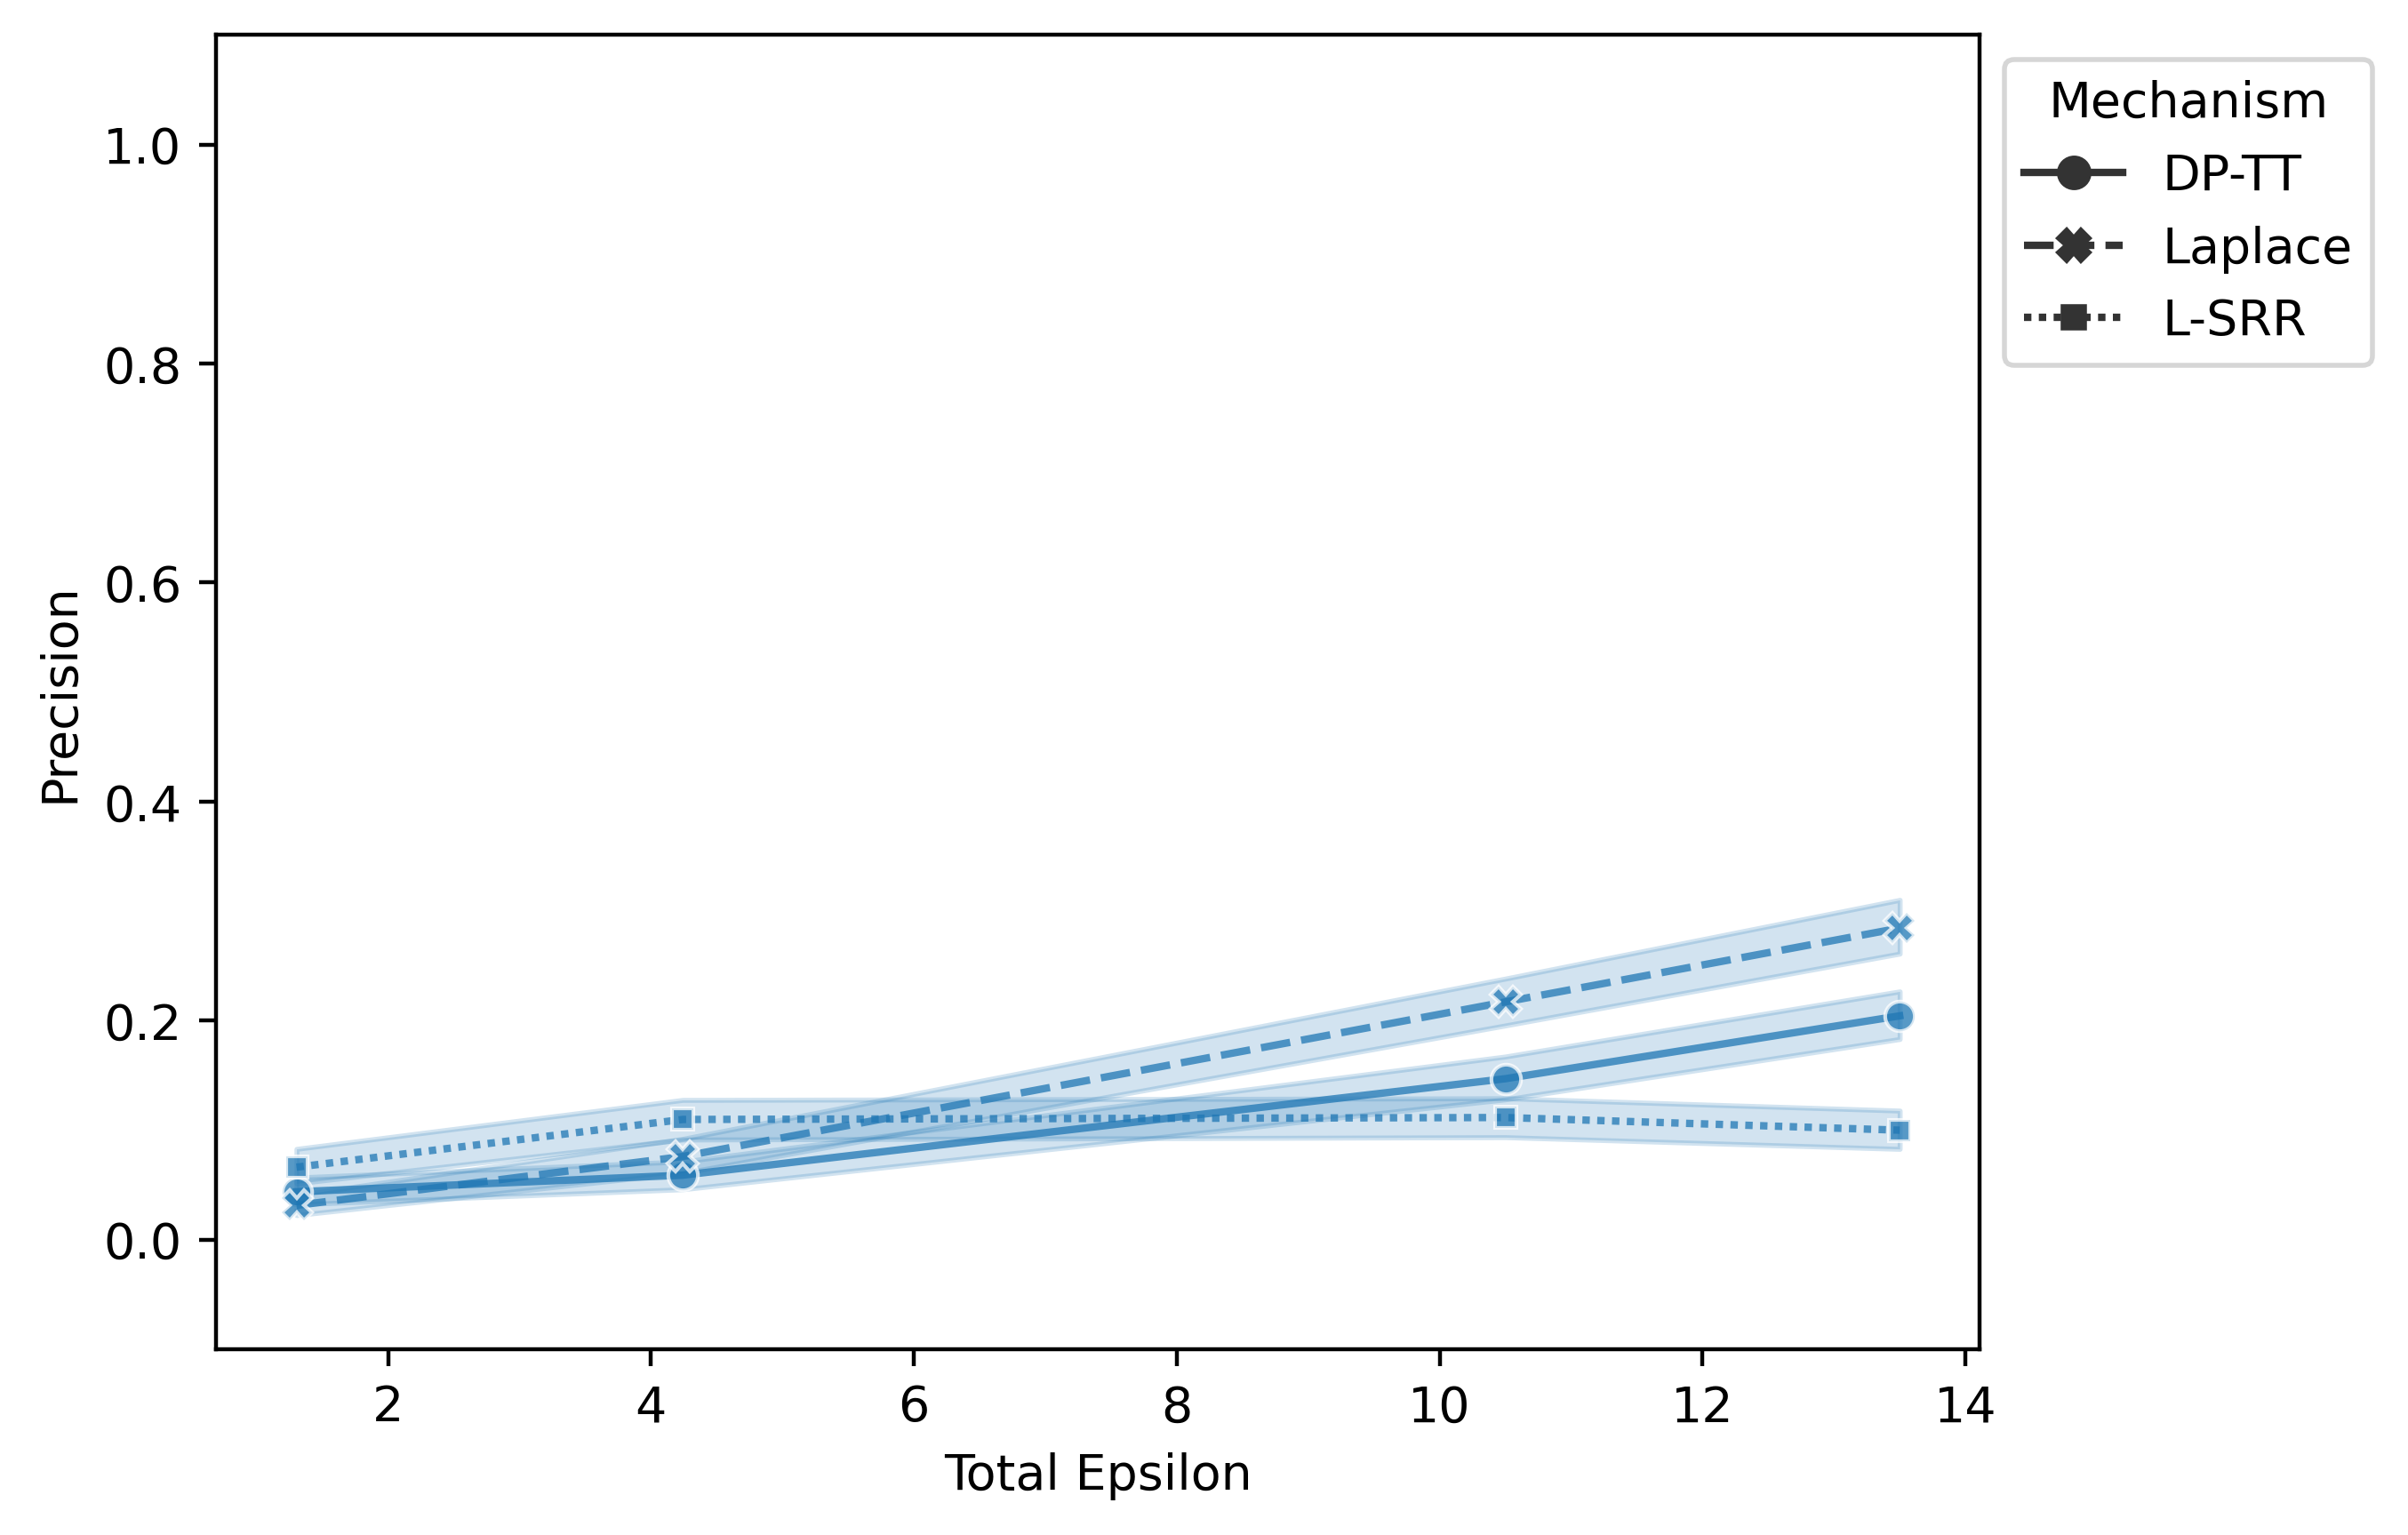 Mechanism
DP-TT
Laplace
L-SRR
1.0
0.8
0.6
0.4
0.2
0.0
Precision
2 4 6 8 10 12 14
Total Epsilon